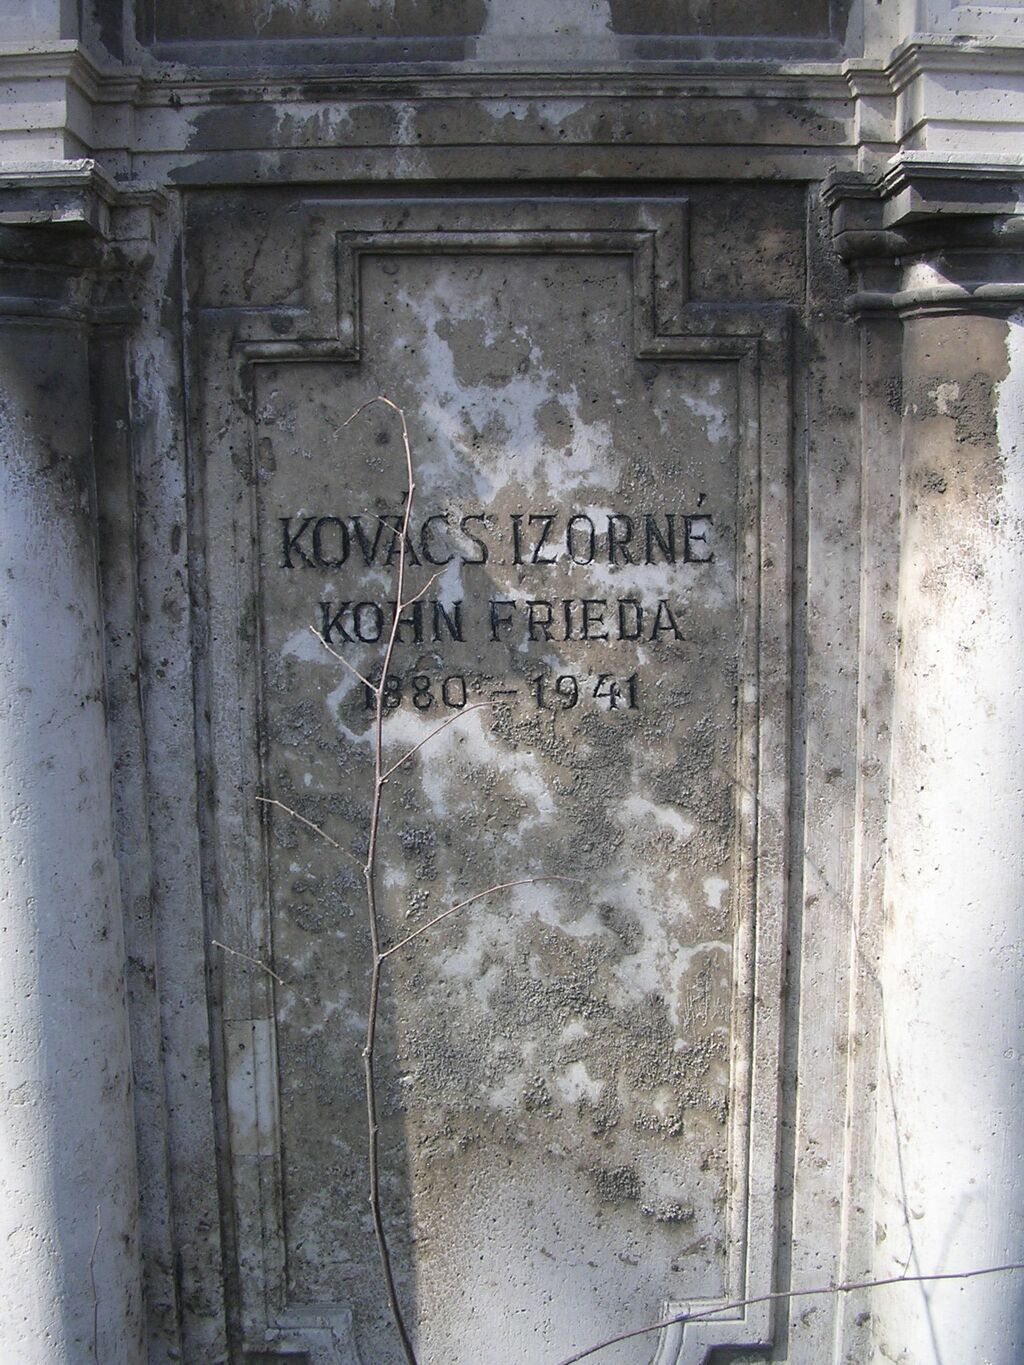 KOVÁCS IZORNÉ
KOHN FRIEDA
1880 – 1941